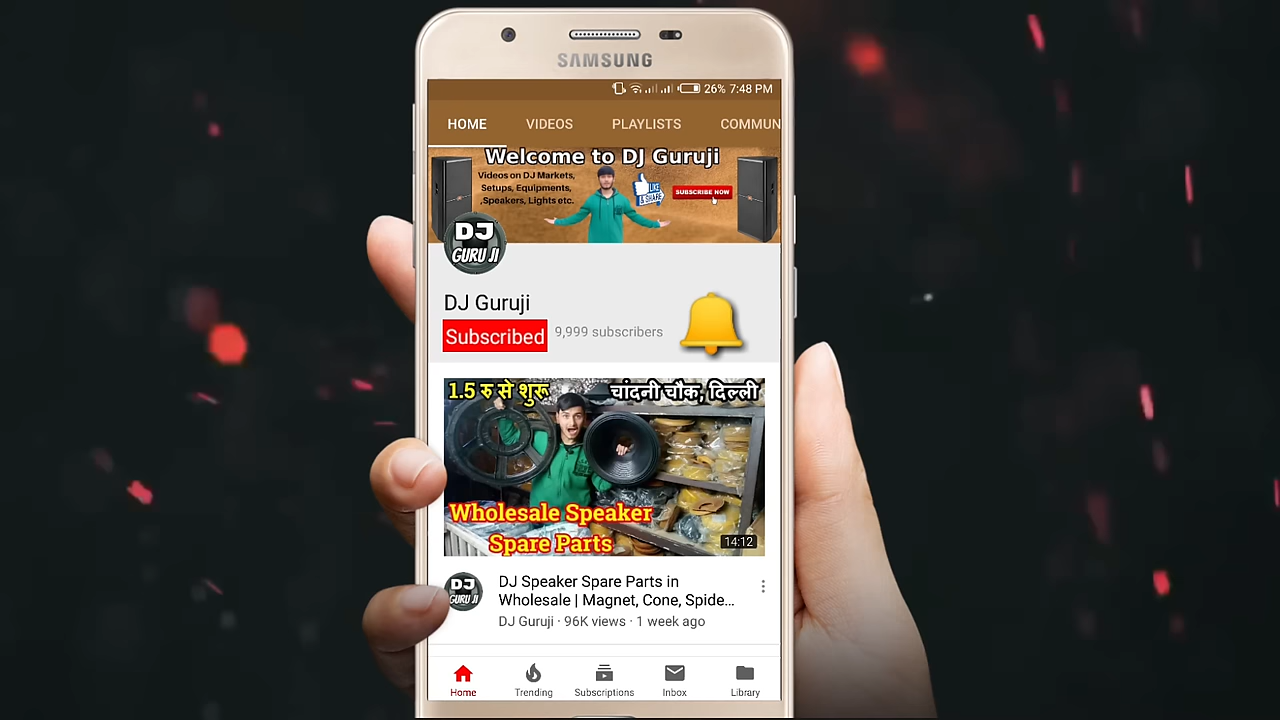 SAMSUNG
26% 7:48 PM
HOME VIDEOS PLAYLISTS COMMUN
Welcome to DJ Guruji
Videos on DJ Markets,
Setups, Equipments,
,Speakers, Lights etc.
LIKE
& SHARE
SUBSCRIBE NOW
DJ
GURU JI
DJ Guruji
Subscribed
9,999 subscribers
1.5 रु से शुरू
चांदनी चौक, दिल्ली
Wholesale Speaker
Spare Parts
14:12
DJ
GURU JI
DJ Speaker Spare Parts in
Wholesale | Magnet, Cone, Spide...
DJ Guruji · 96K views · 1 week ago
Home Trending Subscriptions Inbox Library